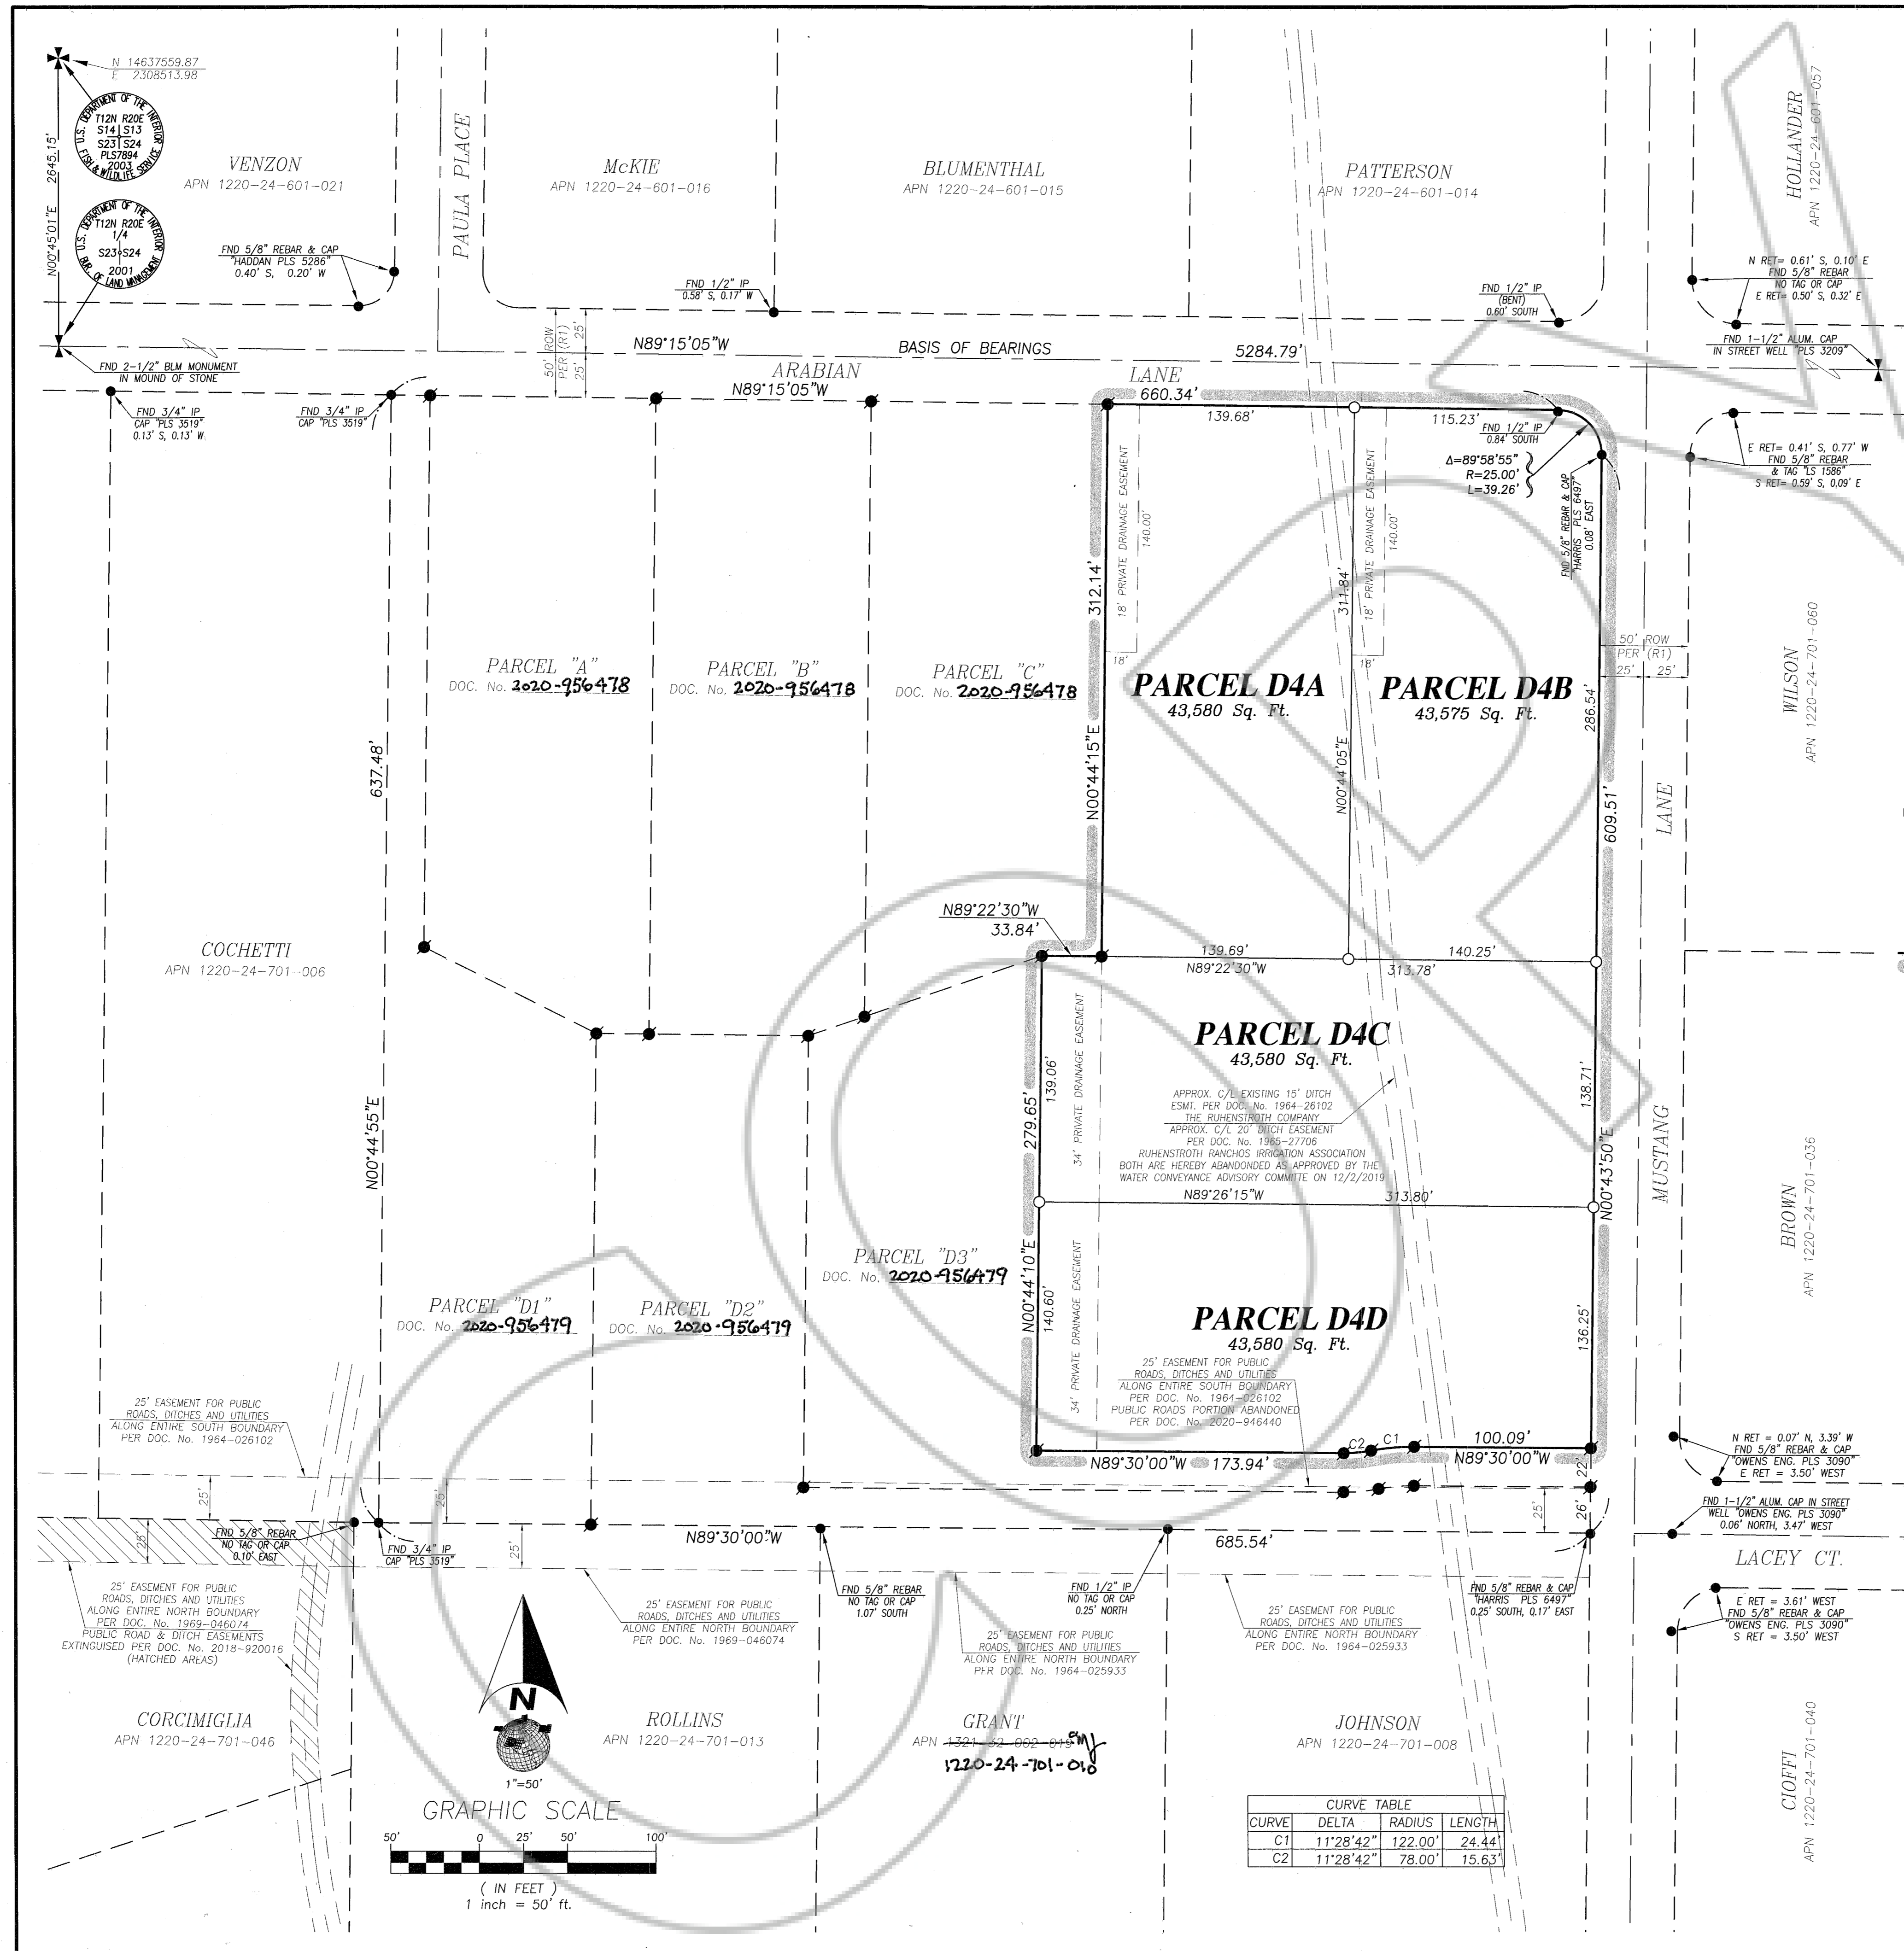 N 14637559.87
E 2308513.98
N00°45'01"E 2645.15'
U.S. DEPARTMENT OF THE INTERIOR
T12N R20E
S14 | S13
S23 | S24
PLS7894
2003
FISH & WILDLIFE SERVICE
U.S. DEPARTMENT OF THE INTERIOR
T12N R20E
1/4
S23 S24
2001
BUR. OF LAND MANAGEMENT
VENZON
APN 1220-24-601-021
PAULA PLACE
McKIE
APN 1220-24-601-016
BLUMENTHAL
APN 1220-24-601-015
PATTERSON
APN 1220-24-601-014
HOLLANDER
APN 1220-24-601-057
FND 5/8" REBAR & CAP
"HADDAN PLS 5286"
0.40' S, 0.20' W
FND 1/2" IP
0.58' S, 0.17' W
FND 1/2" IP
(BENT)
0.60' SOUTH
N RET= 0.61' S, 0.10' E
FND 5/8" REBAR
NO TAG OR CAP
E RET= 0.50' S, 0.32' E
FND 1-1/2" ALUM. CAP
IN STREET WELL "PLS 3209"
50' ROW
PER (R1)
25' 25'
N89°15'05"W BASIS OF BEARINGS 5284.79'
ARABIAN LANE
N89°15'05"W 660.34'
FND 2-1/2" BLM MONUMENT
IN MOUND OF STONE
FND 3/4" IP
CAP "PLS 3519"
0.13' S, 0.13' W.
FND 3/4" IP
CAP "PLS 3519"
139.68' 115.23'
FND 1/2" IP
0.84' SOUTH
Δ=89°58'55"
R=25.00'
L=39.26'
FND 5/8" REBAR & CAP
"HARRIS PLS 6497"
0.08' EAST
E RET= 0.41' S, 0.77' W
FND 5/8" REBAR
& TAG "LS 1586"
S RET= 0.59' S, 0.09' E
18' PRIVATE DRAINAGE EASEMENT
140.00'
18'
18' PRIVATE DRAINAGE EASEMENT
140.00'
18'
312.14'
N00°44'15"E
311.84'
N00°44'05"E
286.54'
609.51'
N00°43'50"E
50' ROW
PER (R1)
25' 25'
WILSON
APN 1220-24-701-060
MUSTANG LANE
637.48'
N00°44'55"E
PARCEL "A"
DOC. No. 2020-956478
PARCEL "B"
DOC. No. 2020-956478
PARCEL "C"
DOC. No. 2020-956478
PARCEL D4A
43,580 Sq. Ft.
PARCEL D4B
43,575 Sq. Ft.
COCHETTI
APN 1220-24-701-006
N89°22'30"W
33.84'
139.69'
N89°22'30"W
140.25'
313.78'
PARCEL D4C
43,580 Sq. Ft.
34' PRIVATE DRAINAGE EASEMENT
139.06'
279.65'
138.71'
APPROX. C/L EXISTING 15' DITCH
ESMT. PER DOC. No. 1964-26102
THE RUHENSTROTH COMPANY
APPROX. C/L 20' DITCH EASEMENT
PER DOC. No. 1965-27706
RUHENSTROTH RANCHOS IRRIGATION ASSOCIATION
BOTH ARE HEREBY ABANDONDED AS APPROVED BY THE
WATER CONVEYANCE ADVISORY COMMITTE ON 12/2/2019
N89°26'15"W 313.80'
BROWN
APN 1220-24-701-036
PARCEL "D1"
DOC. No. 2020-956479
PARCEL "D2"
DOC. No. 2020-956479
PARCEL "D3"
DOC. No. 2020-956479
N00°44'10"E
140.60'
34' PRIVATE DRAINAGE EASEMENT
PARCEL D4D
43,580 Sq. Ft.
136.25'
25' EASEMENT FOR PUBLIC
ROADS, DITCHES AND UTILITIES
ALONG ENTIRE SOUTH BOUNDARY
PER DOC. No. 1964-026102
PUBLIC ROADS PORTION ABANDONED
PER DOC. No. 2020-946440
25' EASEMENT FOR PUBLIC
ROADS, DITCHES AND UTILITIES
ALONG ENTIRE SOUTH BOUNDARY
PER DOC. No. 1964-026102
N89°30'00"W 173.94'
C2 C1
100.09'
N89°30'00"W
22'
26'
25'
25'
25'
25'
25'
N RET = 0.07' N, 3.39' W
FND 5/8" REBAR & CAP
"OWENS ENG. PLS 3090"
E RET = 3.50' WEST
FND 1-1/2" ALUM. CAP IN STREET
WELL "OWENS ENG. PLS 3090"
0.06' NORTH, 3.47' WEST
LACEY CT.
N89°30'00"W 685.54'
FND 5/8" REBAR
NO TAG OR CAP
0.10' EAST
FND 3/4" IP
CAP "PLS 3519"
FND 5/8" REBAR
NO TAG OR CAP
1.07' SOUTH
FND 1/2" IP
NO TAG OR CAP
0.25' NORTH
FND 5/8" REBAR & CAP
"HARRIS PLS 6497"
0.25' SOUTH, 0.17' EAST
E RET = 3.61' WEST
FND 5/8" REBAR & CAP
"OWENS ENG. PLS 3090"
S RET = 3.50' WEST
25' EASEMENT FOR PUBLIC
ROADS, DITCHES AND UTILITIES
ALONG ENTIRE NORTH BOUNDARY
PER DOC. No. 1969-046074
PUBLIC ROAD & DITCH EASEMENTS
EXTINGUISED PER DOC. No. 2018-920016
(HATCHED AREAS)
25' EASEMENT FOR PUBLIC
ROADS, DITCHES AND UTILITIES
ALONG ENTIRE NORTH BOUNDARY
PER DOC. No. 1969-046074
25' EASEMENT FOR PUBLIC
ROADS, DITCHES AND UTILITIES
ALONG ENTIRE NORTH BOUNDARY
PER DOC. No. 1964-025933
25' EASEMENT FOR PUBLIC
ROADS, DITCHES AND UTILITIES
ALONG ENTIRE NORTH BOUNDARY
PER DOC. No. 1964-025933
CORCIMIGLIA
APN 1220-24-701-046
ROLLINS
APN 1220-24-701-013
GRANT
APN 1321-32-002-019
1220-24-701-010
JOHNSON
APN 1220-24-701-008
CIOFFI
APN 1220-24-701-040
N
1"=50'
GRAPHIC SCALE
50' 0 25' 50' 100'
( IN FEET )
1 inch = 50' ft.
CURVE TABLE
CURVE DELTA RADIUS LENGTH
C1 11°28'42" 122.00' 24.44'
C2 11°28'42" 78.00' 15.63'